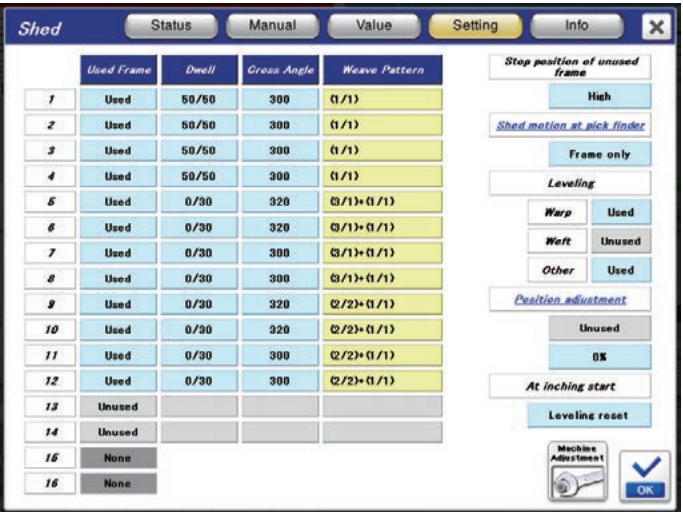 Shed Status Manual Value Setting Info
Used Frame Dwell Cross Angle Weave Pattern
1 Used 50/50 300 (1/1)
2 Used 50/50 300 (1/1)
3 Used 50/50 300 (1/1)
4 Used 50/50 300 (1/1)
5 Used 0/30 320 (3/1)+(1/1)
6 Used 0/30 320 (3/1)+(1/1)
7 Used 0/30 300 (3/1)+(1/1)
8 Used 0/30 300 (3/1)+(1/1)
9 Used 0/30 320 (2/2)+(1/1)
10 Used 0/30 320 (2/2)+(1/1)
11 Used 0/30 300 (2/2)+(1/1)
12 Used 0/30 300 (2/2)+(1/1)
13 Unused
14 Unused
15 None
16 None
Stop position of unused
frame
High
Shed motion at pick finder
Frame only
Leveling
Warp Used
Weft Unused
Other Used
Position adjustment
Unused
0%
At inching start
Leveling reset
Machine
Adjustment
OK